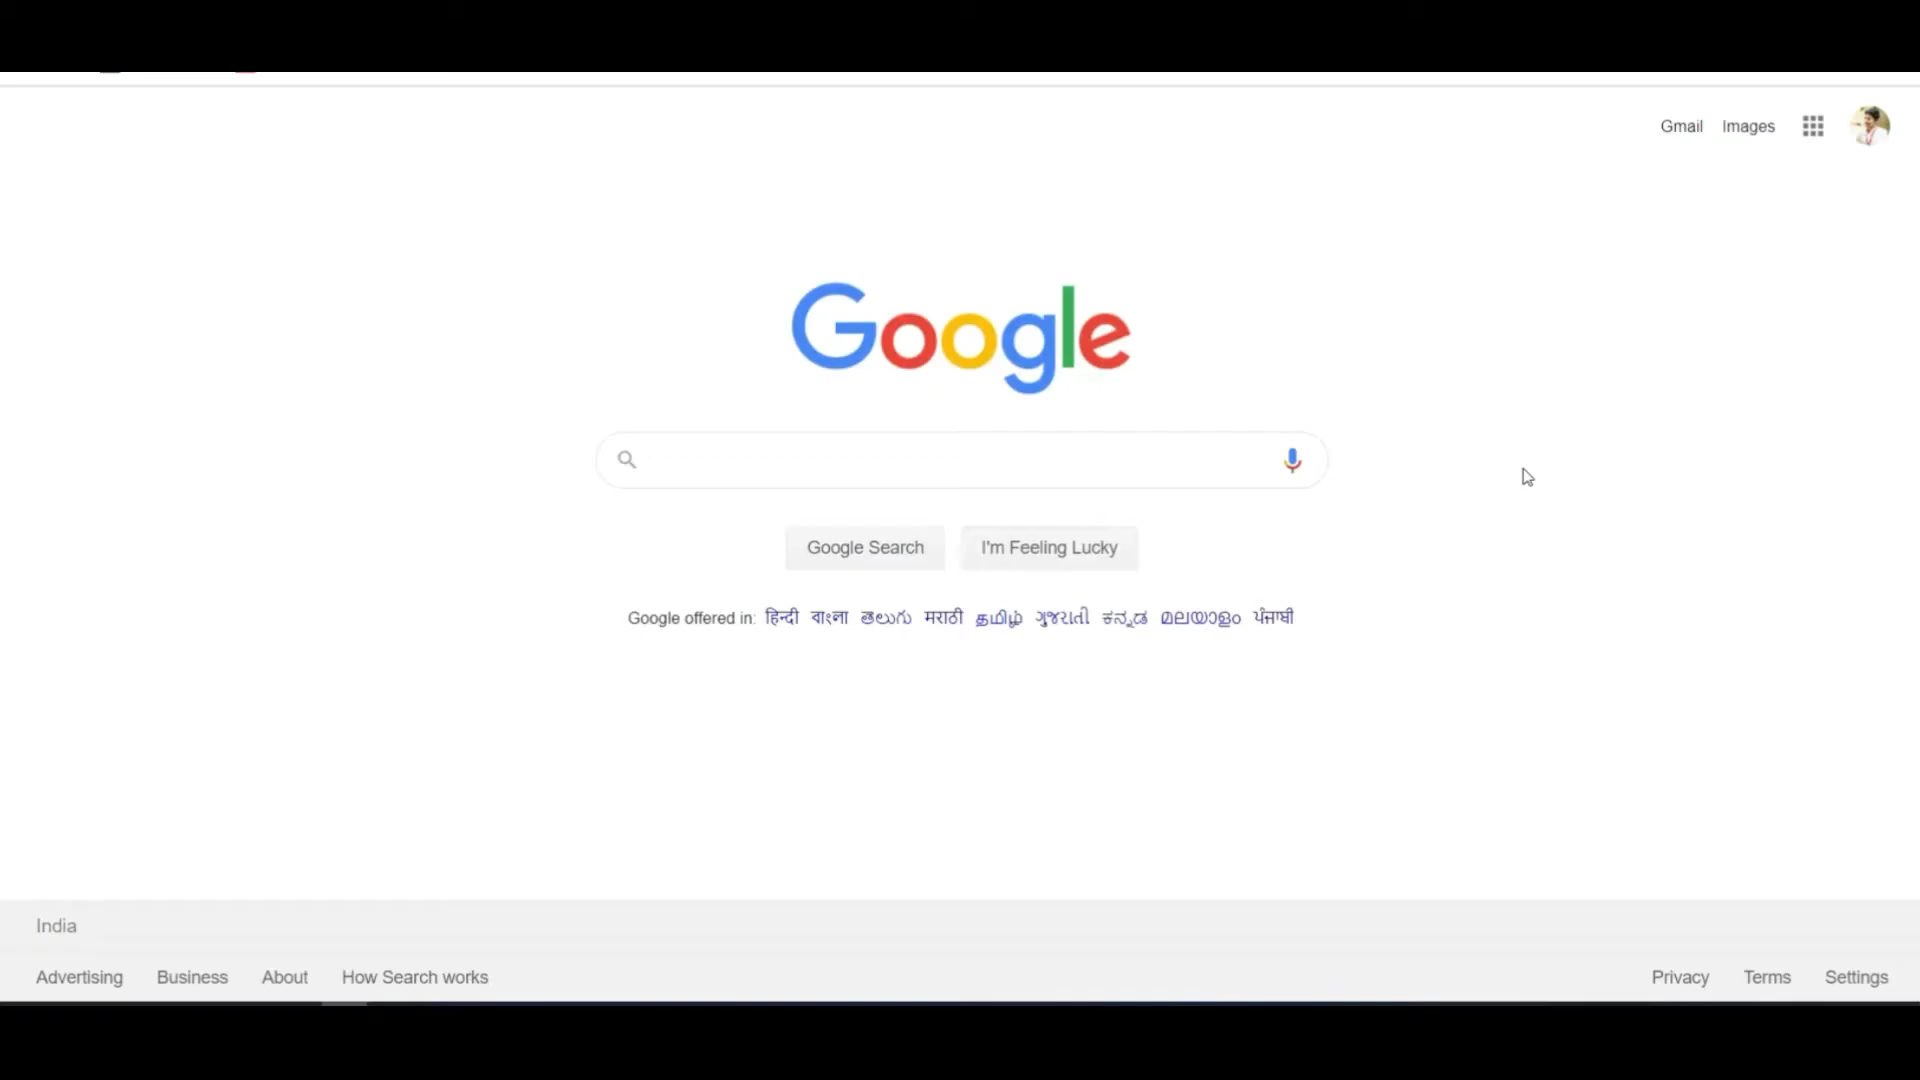 Gmail Images
Google
Google Search I'm Feeling Lucky
Google offered in: हिन्दी বাংলা తెలుగు मराठी தமிழ் ગુજરાતી ಕನ್ನಡ മലയാളം ਪੰਜਾਬੀ
India
Advertising Business About How Search works Privacy Terms Settings